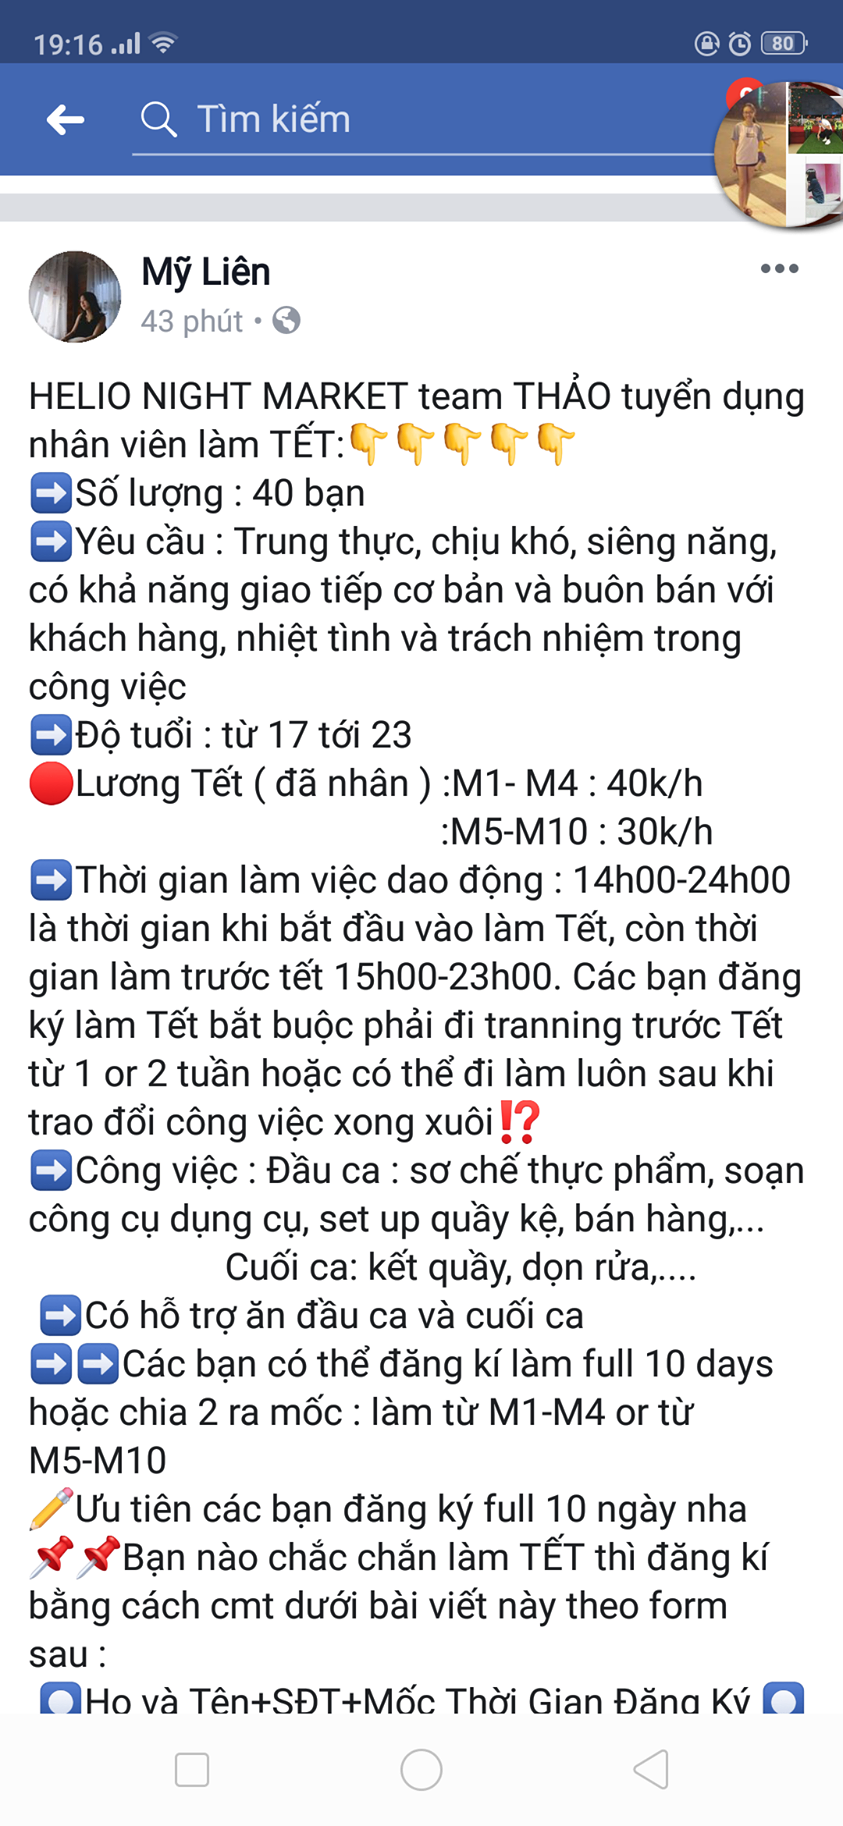 19:16
80
Tìm kiếm
Mỹ Liên
43 phút •
HELIO NIGHT MARKET team THẢO tuyển dụng
nhân viên làm TẾT:👇👇👇👇👇
➡️Số lượng : 40 bạn
➡️Yêu cầu : Trung thực, chịu khó, siêng năng,
có khả năng giao tiếp cơ bản và buôn bán với
khách hàng, nhiệt tình và trách nhiệm trong
công việc
➡️Độ tuổi : từ 17 tới 23
🔴Lương Tết ( đã nhân ) :M1- M4 : 40k/h
:M5-M10 : 30k/h
➡️Thời gian làm việc dao động : 14h00-24h00
là thời gian khi bắt đầu vào làm Tết, còn thời
gian làm trước tết 15h00-23h00. Các bạn đăng
ký làm Tết bắt buộc phải đi tranning trước Tết
từ 1 or 2 tuần hoặc có thể đi làm luôn sau khi
trao đổi công việc xong xuôi⁉️
➡️Công việc : Đầu ca : sơ chế thực phẩm, soạn
công cụ dụng cụ, set up quầy kệ, bán hàng,...
Cuối ca: kết quầy, dọn rửa,....
➡️Có hỗ trợ ăn đầu ca và cuối ca
➡️➡️Các bạn có thể đăng kí làm full 10 days
hoặc chia 2 ra mốc : làm từ M1-M4 or từ
M5-M10
✏️Ưu tiên các bạn đăng ký full 10 ngày nha
📌📌Bạn nào chắc chắn làm TẾT thì đăng kí
bằng cách cmt dưới bài viết này theo form
sau :
⏺️Họ và Tên+SĐT+Mốc Thời Gian Đăng Ký⏺️